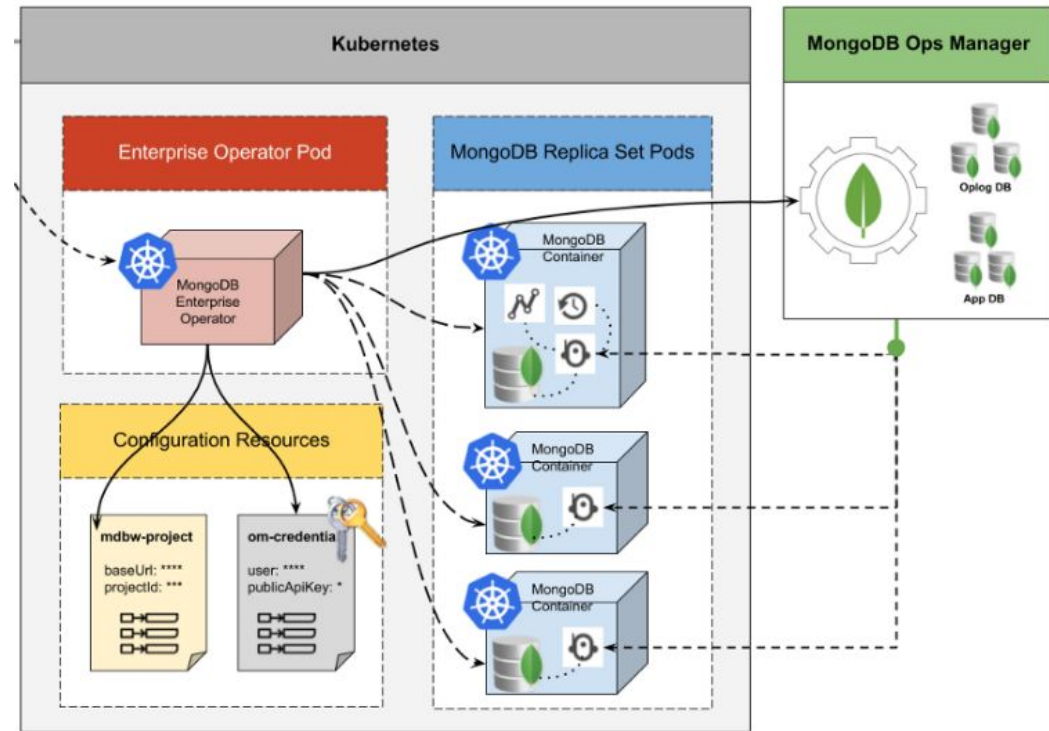 Kubernetes
MongoDB Ops Manager
Enterprise Operator Pod
MongoDB Replica Set Pods
Oplog DB
App DB
MongoDB
Enterprise
Operator
MongoDB
Container
Configuration Resources
mdbw-project
baseUrl: ****
projectId: ***
om-credentia
user: ****
publicApiKey: *
MongoDB
Container
MongoDB
Container